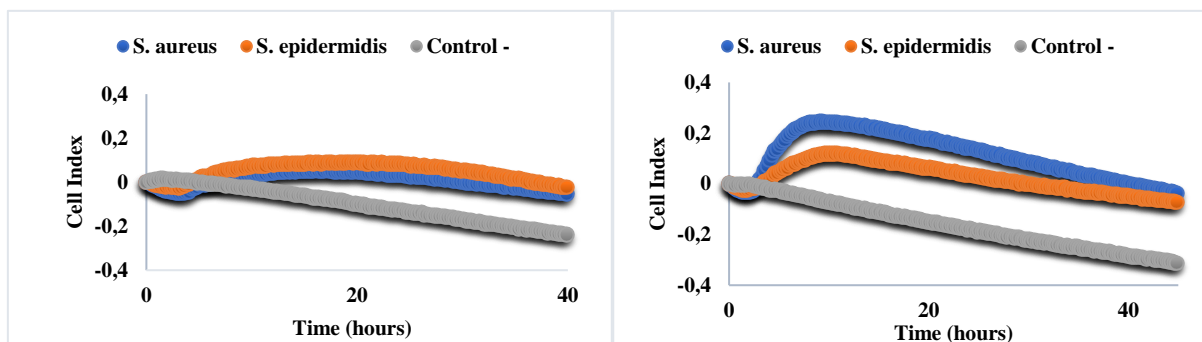 S. aureus S. epidermidis Control -
0,4
0,2
0
-0,2
-0,4
Cell Index
0 20 40
Time (hours)
S. aureus S. epidermidis Control -
0,4
0,2
0
-0,2
-0,4
Cell Index
0 20 40
Time (hours)